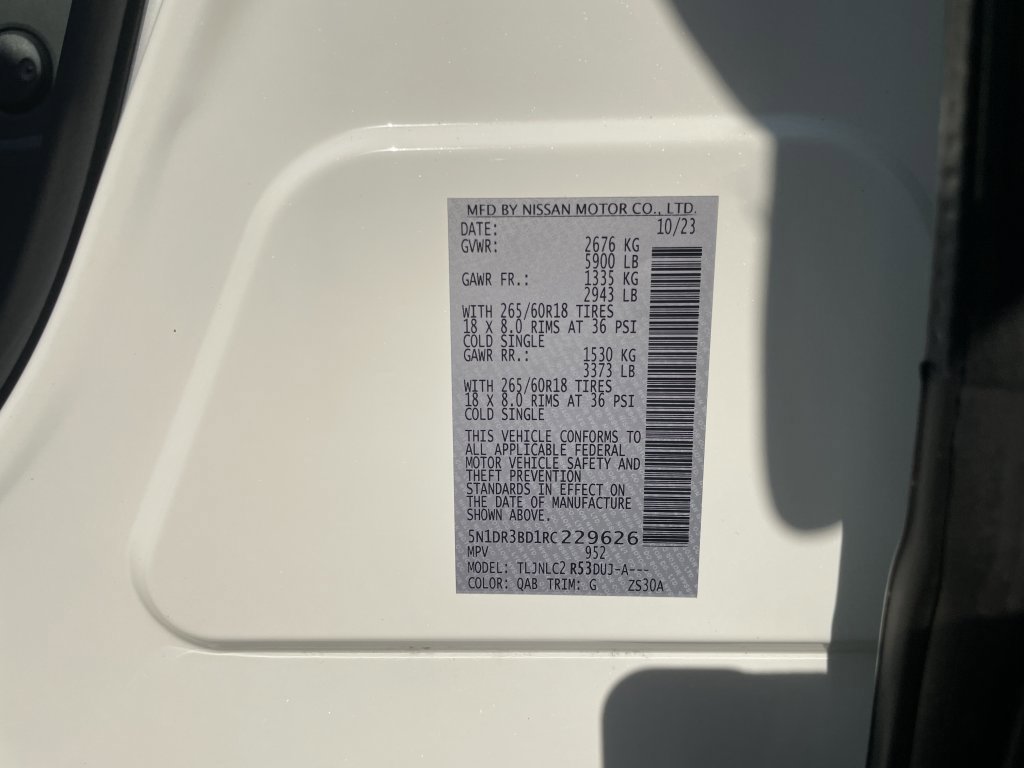 MFD BY NISSAN MOTOR CO., LTD.
DATE: 10/23
GVWR: 2676 KG
5900 LB
GAWR FR.: 1335 KG
2943 LB
WITH 265/60R18 TIRES
18 X 8.0 RIMS AT 36 PSI
COLD SINGLE
GAWR RR.: 1530 KG
3373 LB
WITH 265/60R18 TIRES
18 X 8.0 RIMS AT 36 PSI
COLD SINGLE
THIS VEHICLE CONFORMS TO
ALL APPLICABLE FEDERAL
MOTOR VEHICLE SAFETY AND
THEFT PREVENTION
STANDARDS IN EFFECT ON
THE DATE OF MANUFACTURE
SHOWN ABOVE.
5N1DR3BD1RC229626
MPV 952
MODEL: TLJNLC2 R53DUJ-A---
COLOR: QAB TRIM: G ZS30A